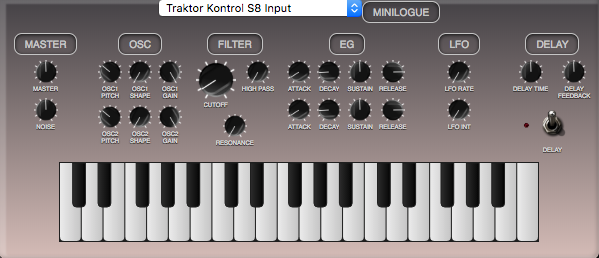 Traktor Kontrol S8 Input
MINILOGUE
MASTER
OSC
FILTER
EG
LFO
DELAY
MASTER
NOISE
OSC1 PITCH
OSC1 SHAPE
OSC1 GAIN
OSC2 PITCH
OSC2 SHAPE
OSC2 GAIN
CUTOFF
HIGH PASS
RESONANCE
ATTACK
DECAY
SUSTAIN
RELEASE
ATTACK
DECAY
SUSTAIN
RELEASE
LFO RATE
LFO INT
DELAY TIME
DELAY FEEDBACK
DELAY